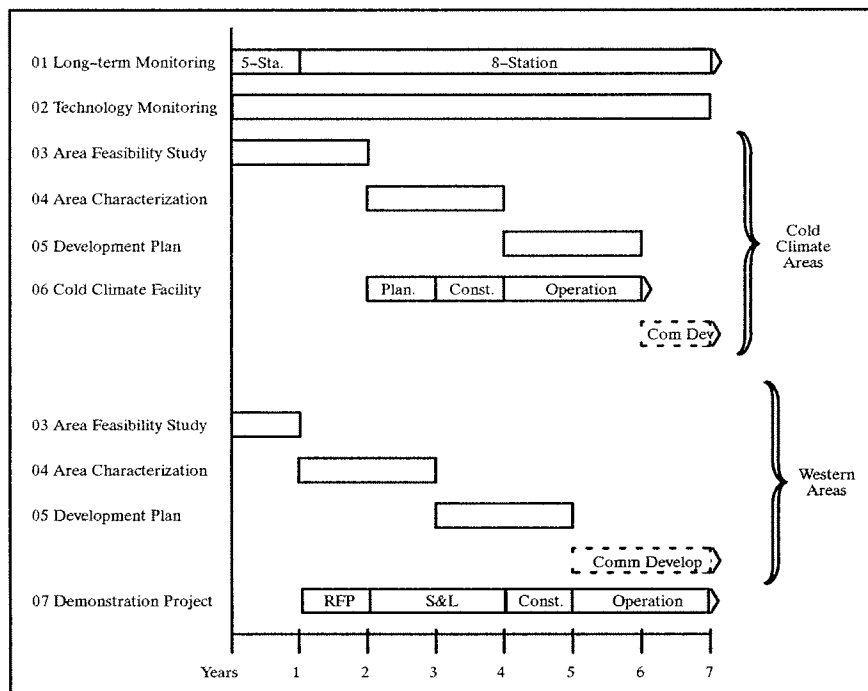 01 Long-term Monitoring 5-Sta. 8-Station
02 Technology Monitoring
03 Area Feasibility Study
04 Area Characterization
05 Development Plan
06 Cold Climate Facility Plan. Const. Operation
Com Dev
Cold
Climate
Areas
03 Area Feasibility Study
04 Area Characterization
05 Development Plan
Comm Develop
07 Demonstration Project RFP S&L Const. Operation
Western
Areas
Years 1 2 3 4 5 6 7